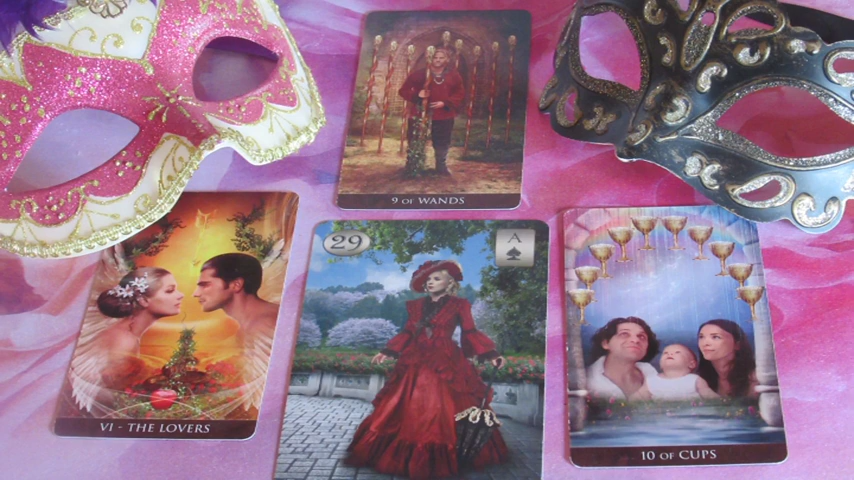 9 OF WANDS
29
A
VI - THE LOVERS
10 OF CUPS